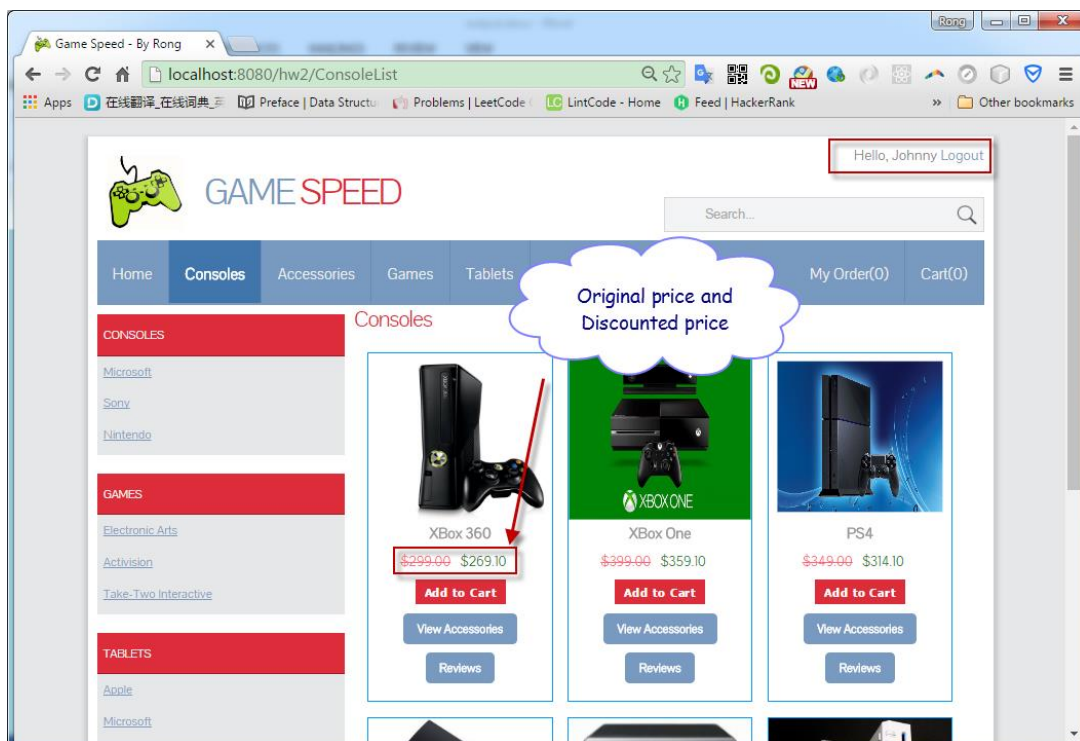 Rong
Game Speed - By Rong
localhost:8080/hw2/ConsoleList
NEW
Apps
在线翻译_在线词典_
Preface | Data Structu
Problems | LeetCode
LintCode - Home
Feed | HackerRank
»
Other bookmarks
Hello, Johnny Logout
GAME SPEED
Search...
Home
Consoles
Accessories
Games
Tablets
My Order(0)
Cart(0)
Original price and
Discounted price
CONSOLES
Microsoft
Sony
Nintendo
GAMES
Electronic Arts
Activision
Take-Two Interactive
TABLETS
Apple
Microsoft
Consoles
XBox 360
$299.00 $269.10
Add to Cart
View Accessories
Reviews
XBOX ONE
XBox One
$399.00 $359.10
Add to Cart
View Accessories
Reviews
PS4
$349.00 $314.10
Add to Cart
View Accessories
Reviews